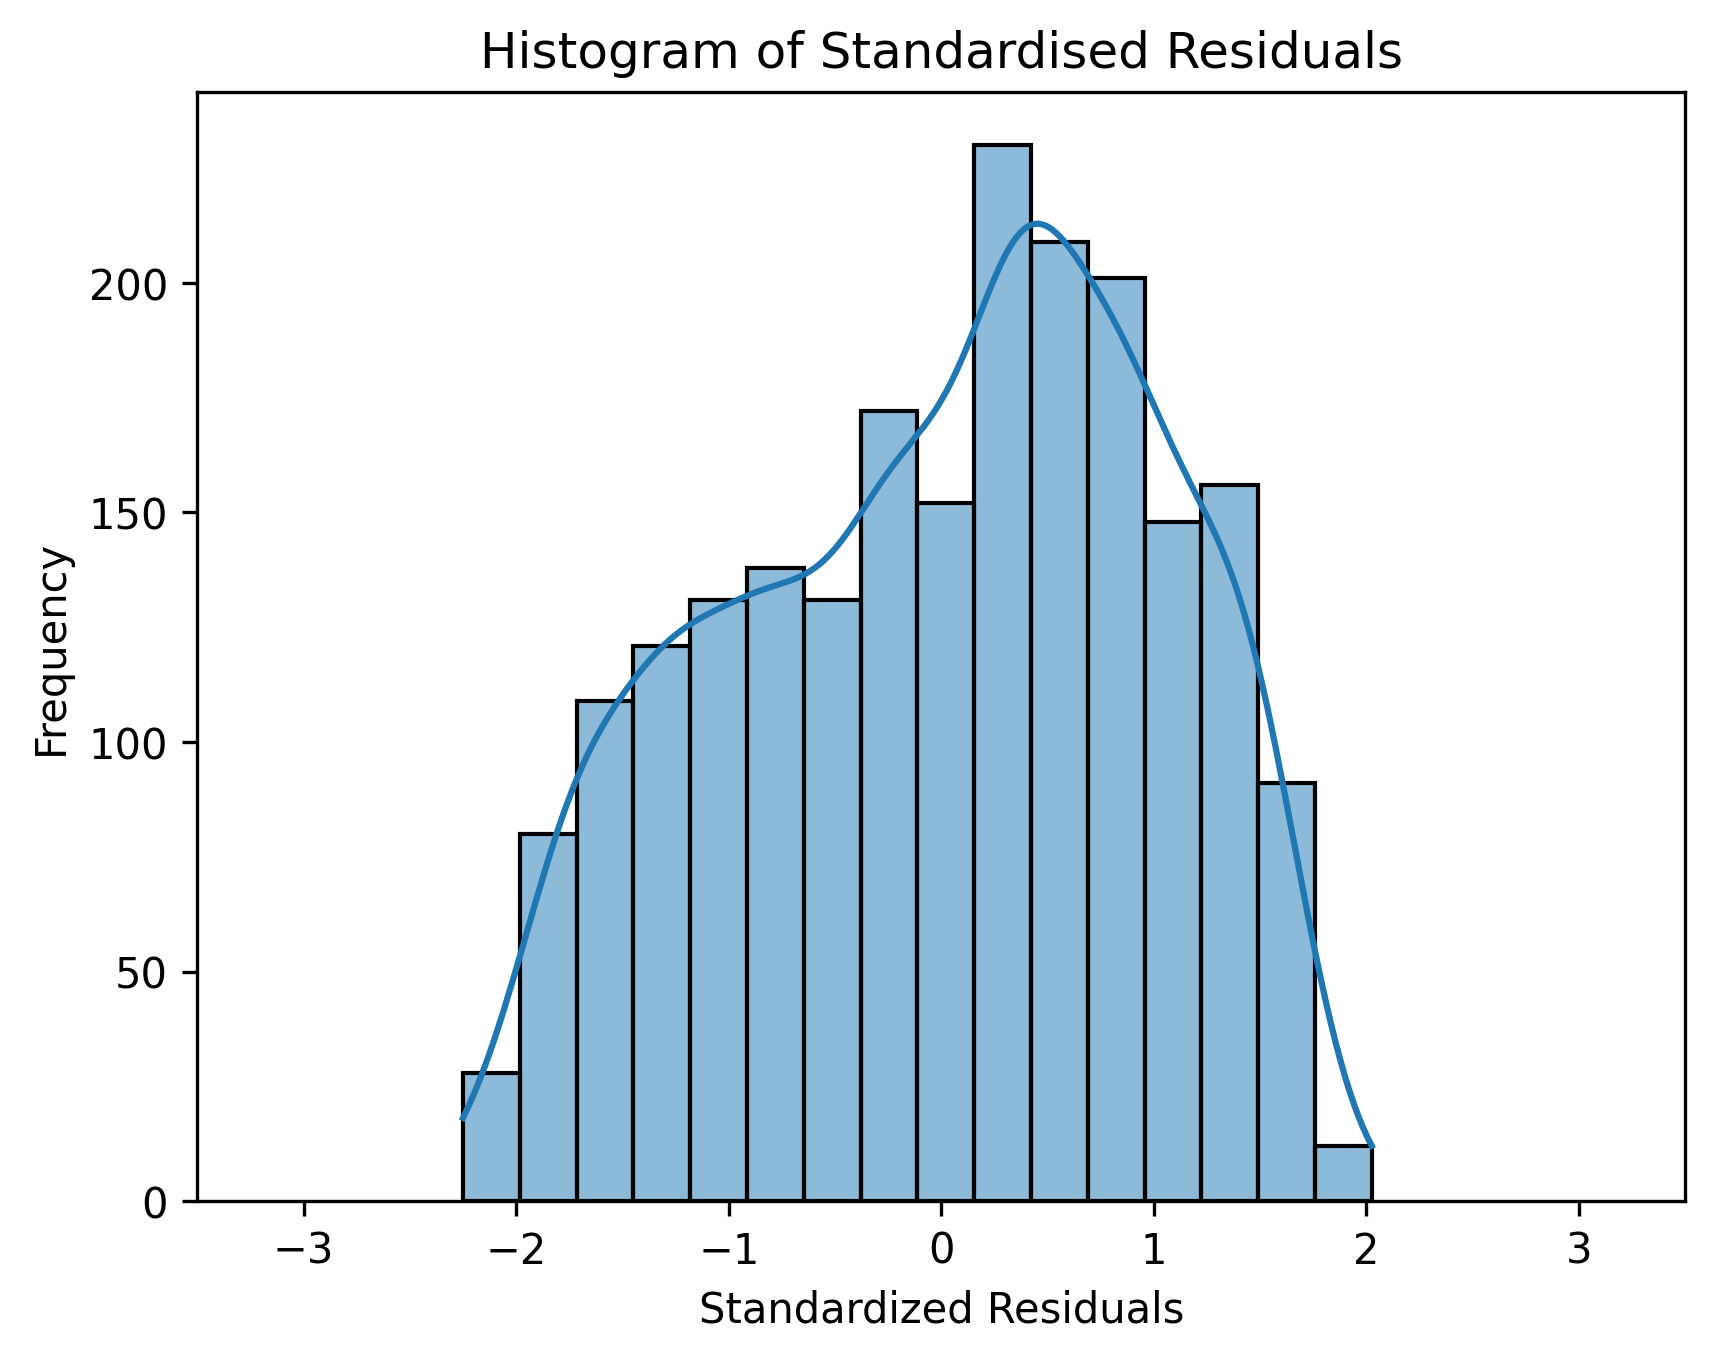 Histogram of Standardised Residuals
Frequency
200
150
100
50
0
−3 −2 −1 0 1 2 3
Standardized Residuals